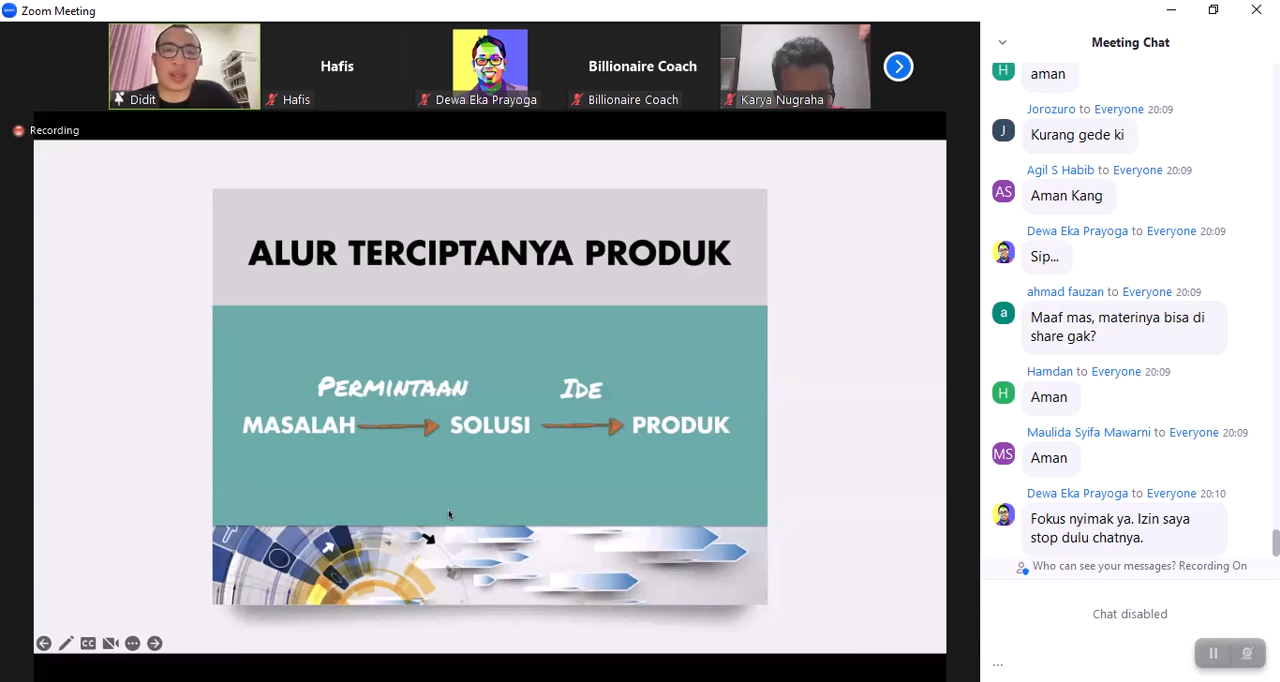 Zoom Meeting
Hafis
Billionaire Coach
Didit
Hafis
Dewa Eka Prayoga
Billionaire Coach
Karya Nugraha
Recording
ALUR TERCIPTANYA PRODUK
PERMINTAAN IDE
MASALAH SOLUSI PRODUK
CC
Meeting Chat
H
aman
Jorozuro to Everyone 20:09
J
Kurang gede ki
Agil S Habib to Everyone 20:09
AS
Aman Kang
Dewa Eka Prayoga to Everyone 20:09
Sip...
ahmad fauzan to Everyone 20:09
a
Maaf mas, materinya bisa di
share gak?
Hamdan to Everyone 20:09
H
Aman
Maulida Syifa Mawarni to Everyone 20:09
MS
Aman
Dewa Eka Prayoga to Everyone 20:10
Fokus nyimak ya. Izin saya
stop dulu chatnya.
Who can see your messages? Recording On
Chat disabled
...